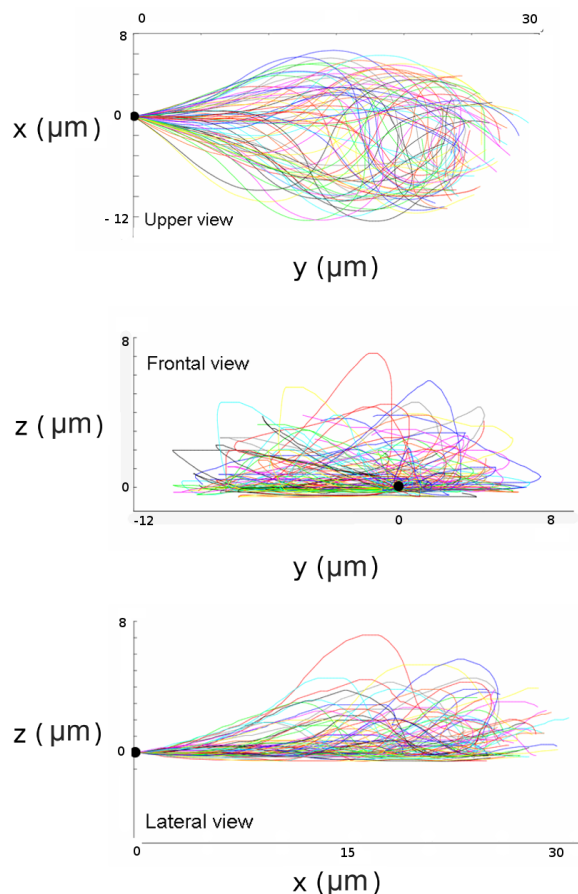 0 30
8
x (µm)
0
- 12
Upper view
y (µm)
8
Frontal view
z (µm)
0
-12 0 8
y (µm)
8
z (µm)
0
Lateral view
0 15 30
x (µm)